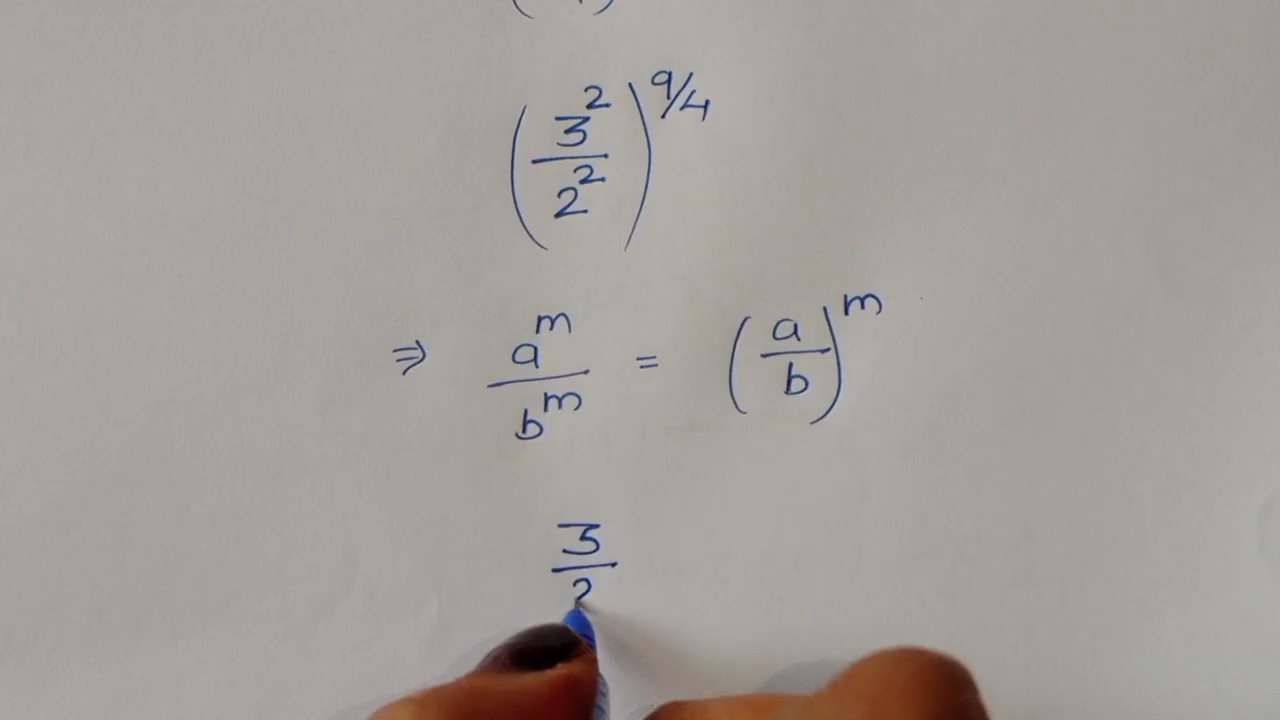 (3^2/2^2)^9/4
⇒ a^m/b^m = (a/b)^m
3/2